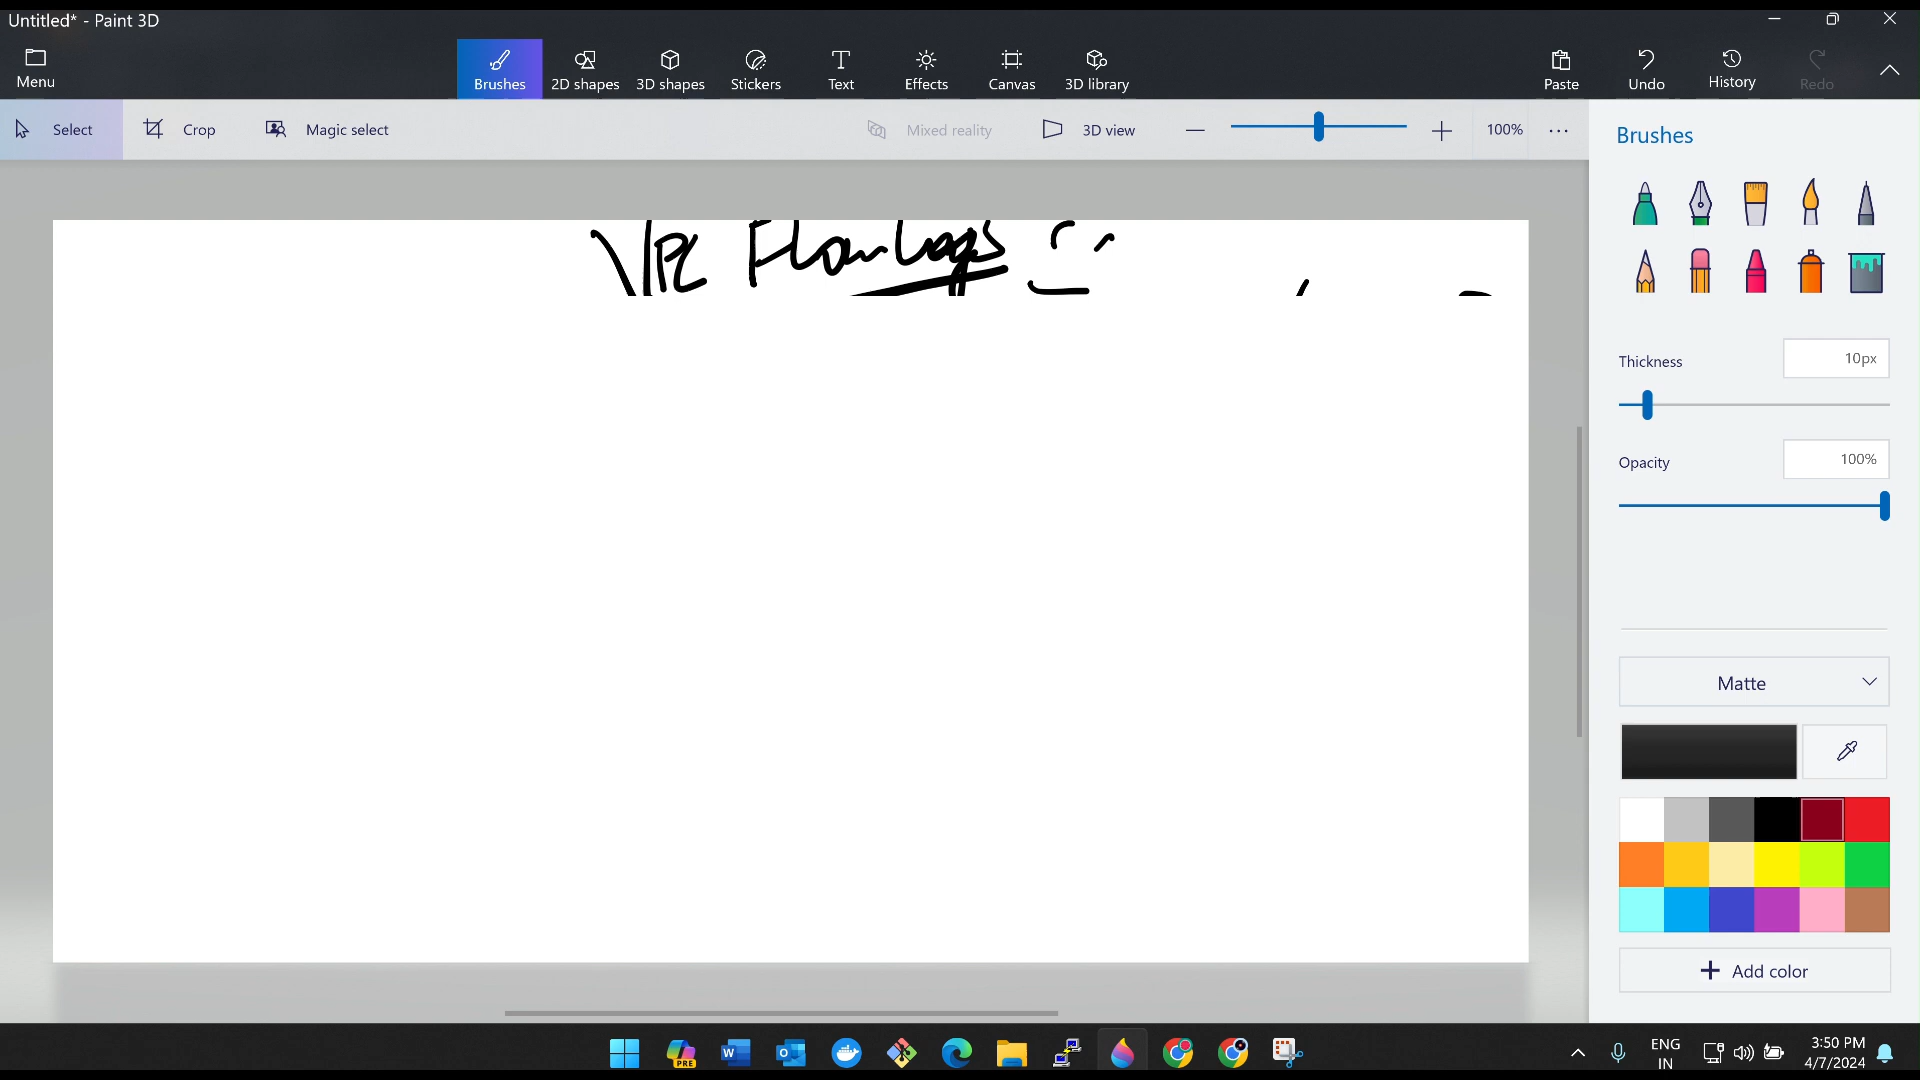 Untitled* - Paint 3D
Menu
Brushes 2D shapes 3D shapes Stickers Text Effects Canvas 3D library
Paste Undo History Redo
Select Crop Magic select
Mixed reality 3D view 100%
VPC Flow Logs
Brushes
Thickness 10px
Opacity 100%
Matte
Add color
PRE
ENG
IN
3:50 PM
4/7/2024